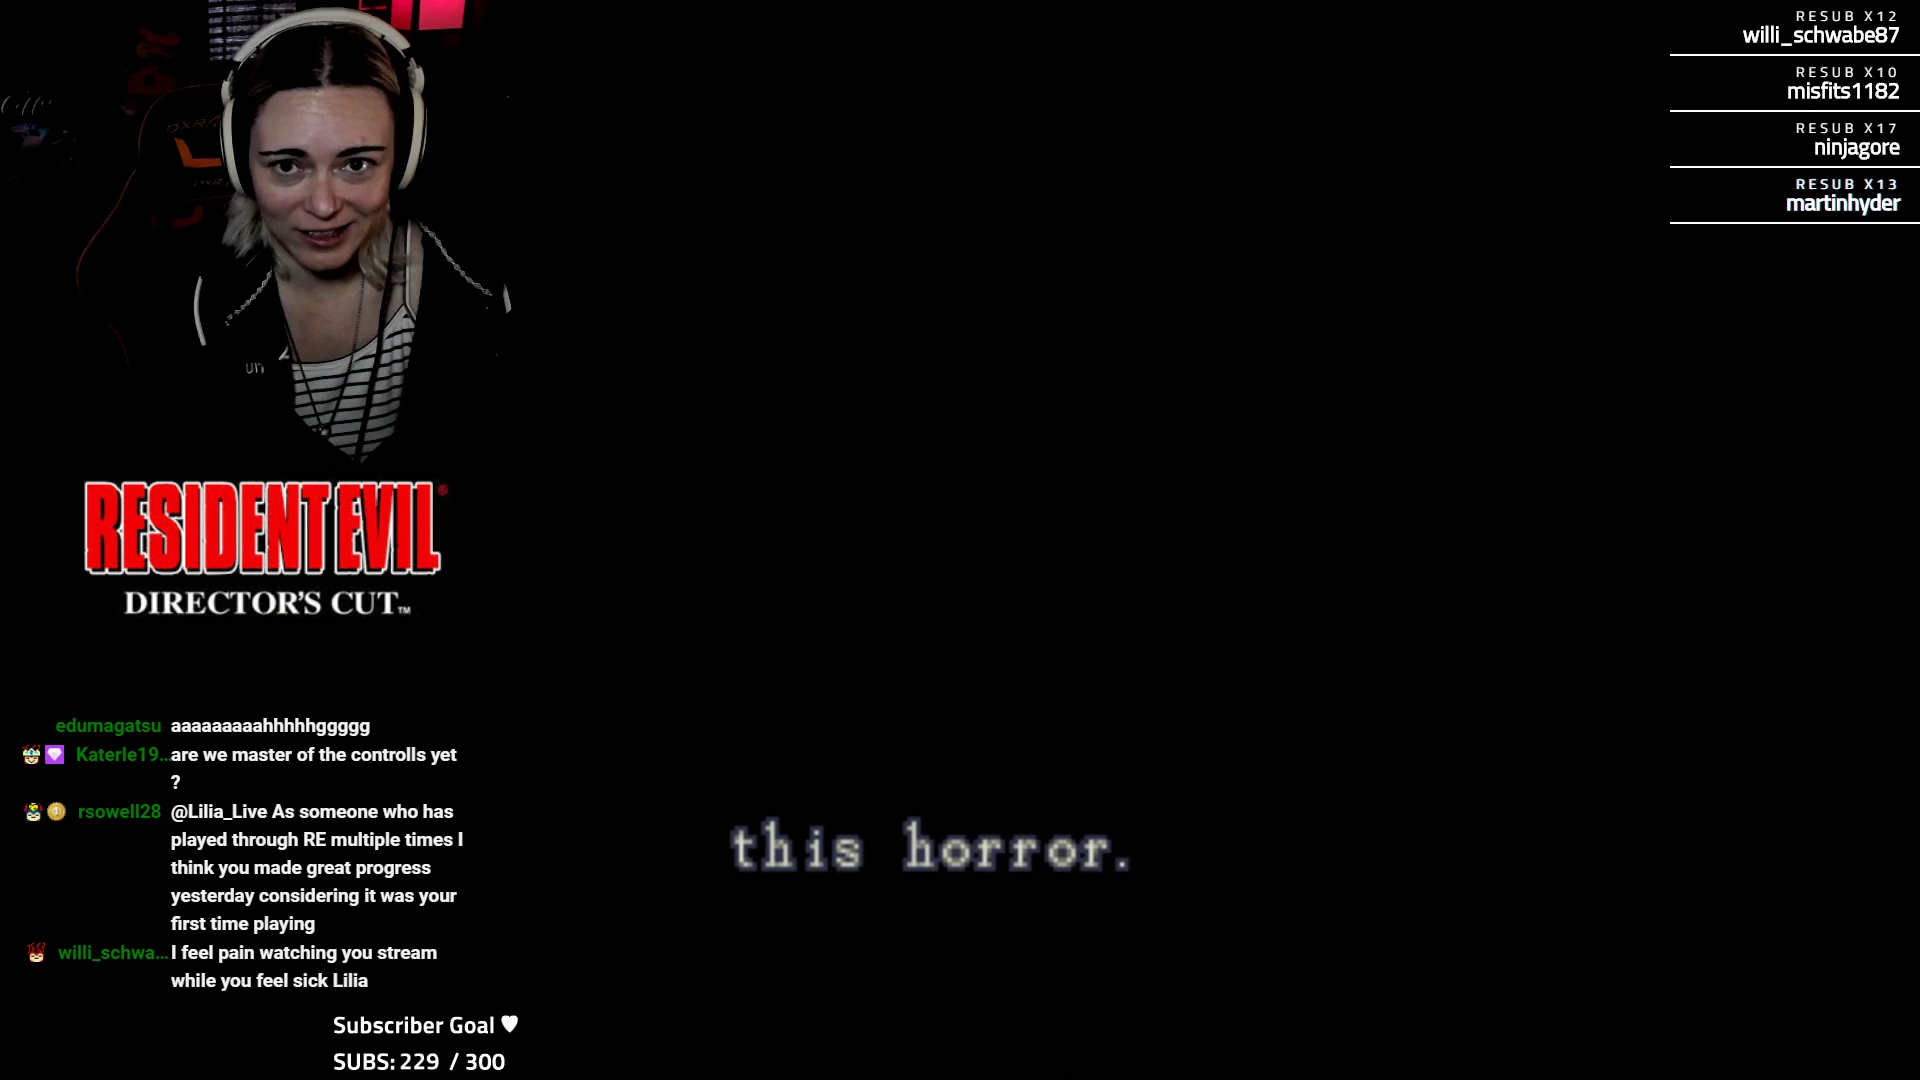 RESUB X12
willi_schwabe87
RESUB X10
misfits1182
RESUB X17
ninjagore
RESUB X13
martinhyder
un
RESIDENT EVIL®
DIRECTOR'S CUT™
edumagatsu aaaaaaaaahhhhhggggg
Katerle19... are we master of the controlls yet
?
rsowell28 @Lilia_Live As someone who has
played through RE multiple times I
think you made great progress
yesterday considering it was your
first time playing
willi_schwa... I feel pain watching you stream
while you feel sick Lilia
this horror.
Subscriber Goal ♥
SUBS: 229 / 300